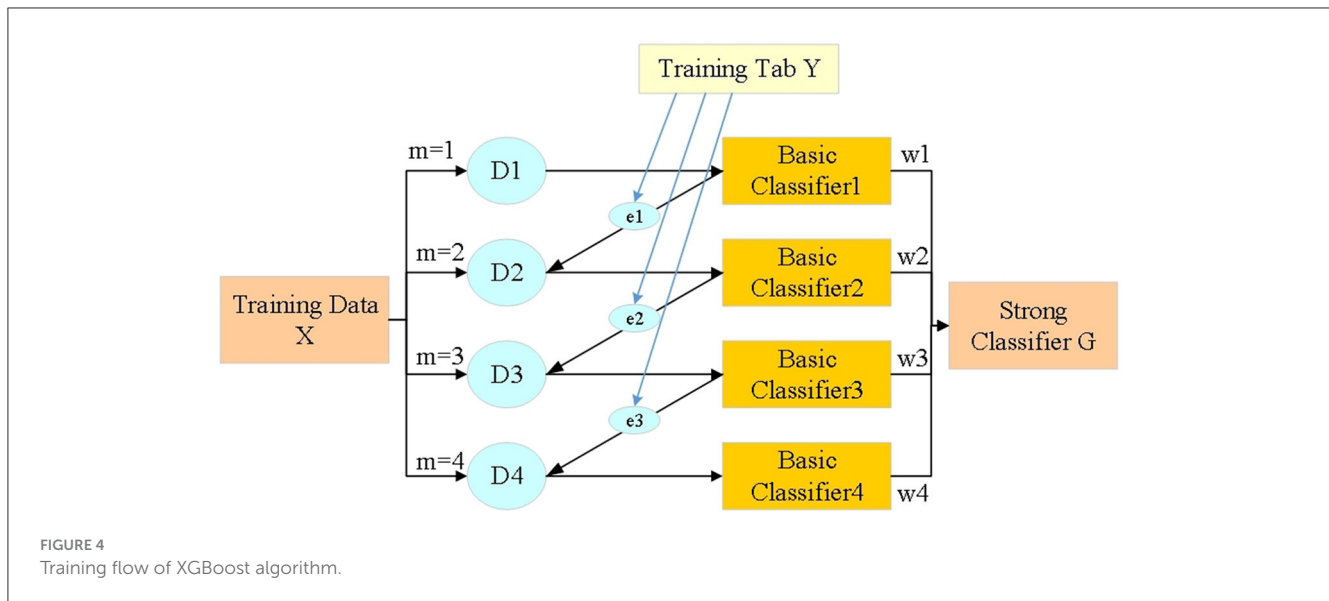 Training Tab Y
m=1
D1
Basic
Classifier1
w1
e1
m=2
D2
Basic
Classifier2
w2
Training Data
X
e2
Strong
Classifier G
m=3
D3
Basic
Classifier3
w3
e3
m=4
D4
Basic
Classifier4
w4
FIGURE 4
Training flow of XGBoost algorithm.